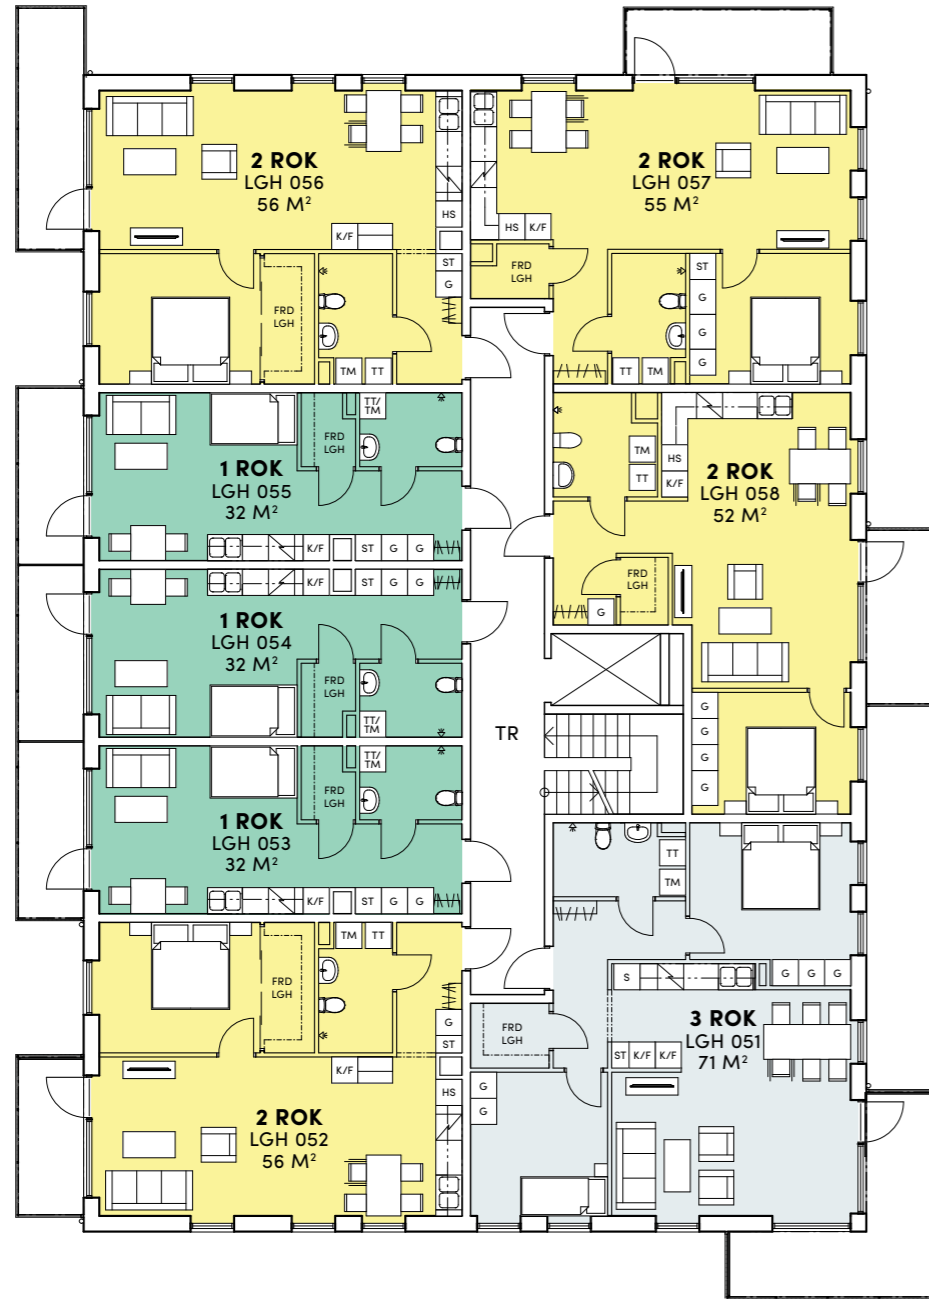 2 ROK
LGH 056
56 M²
HS
K/F
ST
G
FRD
LGH
TM
TT
2 ROK
LGH 057
55 M²
HS
K/F
FRD
LGH
ST
G
G
G
TT
TM
TT/
TM
FRD
LGH
1 ROK
LGH 055
32 M²
K/F
ST
G
G
TM
TT
HS
K/F
2 ROK
LGH 058
52 M²
FRD
LGH
G
G
G
G
G
K/F
ST
G
G
1 ROK
LGH 054
32 M²
FRD
LGH
TT/
TM
TR
TT/
TM
FRD
LGH
1 ROK
LGH 053
32 M²
K/F
ST
G
G
TM
TT
FRD
LGH
G
ST
K/F
HS
2 ROK
LGH 052
56 M²
TT
TM
S
G
G
G
3 ROK
LGH 051
71 M²
FRD
LGH
ST
K/F
K/F
G
G